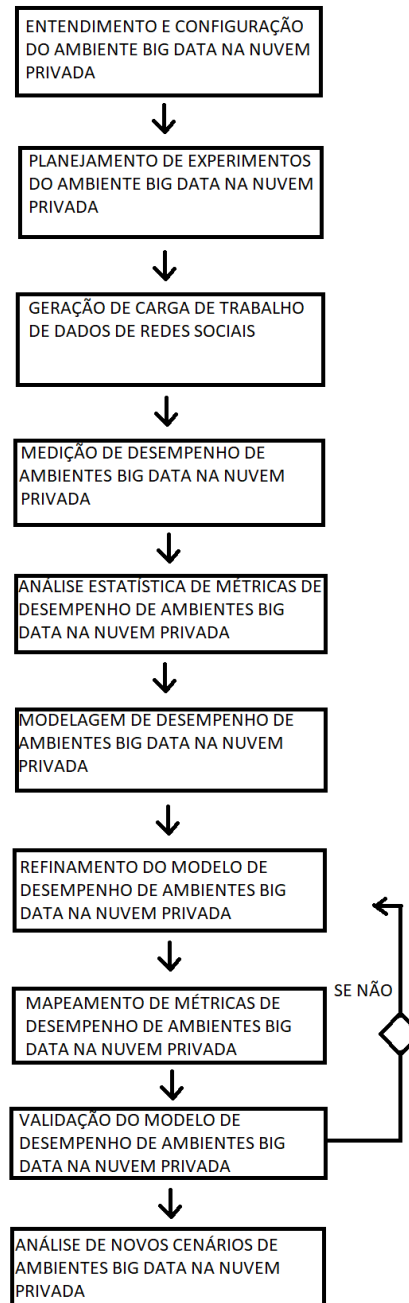 ENTENDIMENTO E CONFIGURAÇÃO
DO AMBIENTE BIG DATA NA NUVEM
PRIVADA
PLANEJAMENTO DE EXPERIMENTOS
DO AMBIENTE BIG DATA NA NUVEM
PRIVADA
GERAÇÃO DE CARGA DE TRABALHO
DE DADOS DE REDES SOCIAIS
MEDIÇÃO DE DESEMPENHO DE
AMBIENTES BIG DATA NA NUVEM
PRIVADA
ANÁLISE ESTATÍSTICA DE MÉTRICAS DE
DESEMPENHO DE AMBIENTES BIG
DATA NA NUVEM PRIVADA
MODELAGEM DE DESEMPENHO DE
AMBIENTES BIG DATA NA NUVEM
PRIVADA
REFINAMENTO DO MODELO DE
DESEMPENHO DE AMBIENTES BIG
DATA NA NUVEM PRIVADA
SE NÃO
MAPEAMENTO DE MÉTRICAS DE
DESEMPENHO DE AMBIENTES BIG
DATA NA NUVEM PRIVADA
VALIDAÇÃO DO MODELO DE
DESEMPENHO DE AMBIENTES BIG
DATA NA NUVEM PRIVADA
ANÁLISE DE NOVOS CENÁRIOS DE
AMBIENTES BIG DATA NA NUVEM
PRIVADA